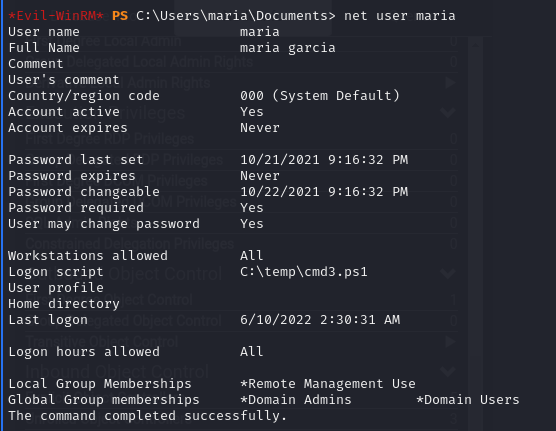 *Evil-WinRM* PS C:\Users\maria\Documents> net user maria
User name                    maria
Full Name                    maria garcia
Comment
User's comment
Country/region code          000 (System Default)
Account active               Yes
Account expires              Never

Password last set            10/21/2021 9:16:32 PM
Password expires             Never
Password changeable          10/22/2021 9:16:32 PM
Password required            Yes
User may change password     Yes

Workstations allowed         All
Logon script                 C:\temp\cmd3.ps1
User profile
Home directory
Last logon                   6/10/2022 2:30:31 AM

Logon hours allowed          All

Local Group Memberships      *Remote Management Use
Global Group memberships     *Domain Admins        *Domain Users
The command completed successfully.